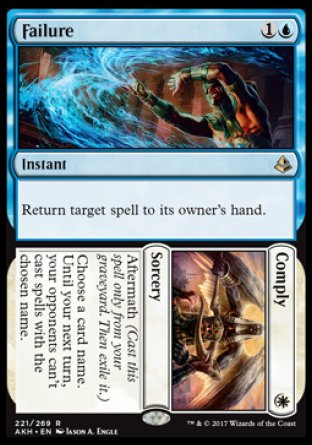 Failure 1
Instant
Return target spell to its owner's hand.
Comply
Sorcery
Aftermath (Cast this
spell only from your
graveyard. Then exile it.)
Choose a card name.
Until your next turn,
your opponents can't
cast spells with the
chosen name.
221/269 R
AKH • EN Jason A. Engle
™ & © 2017 Wizards of the Coast